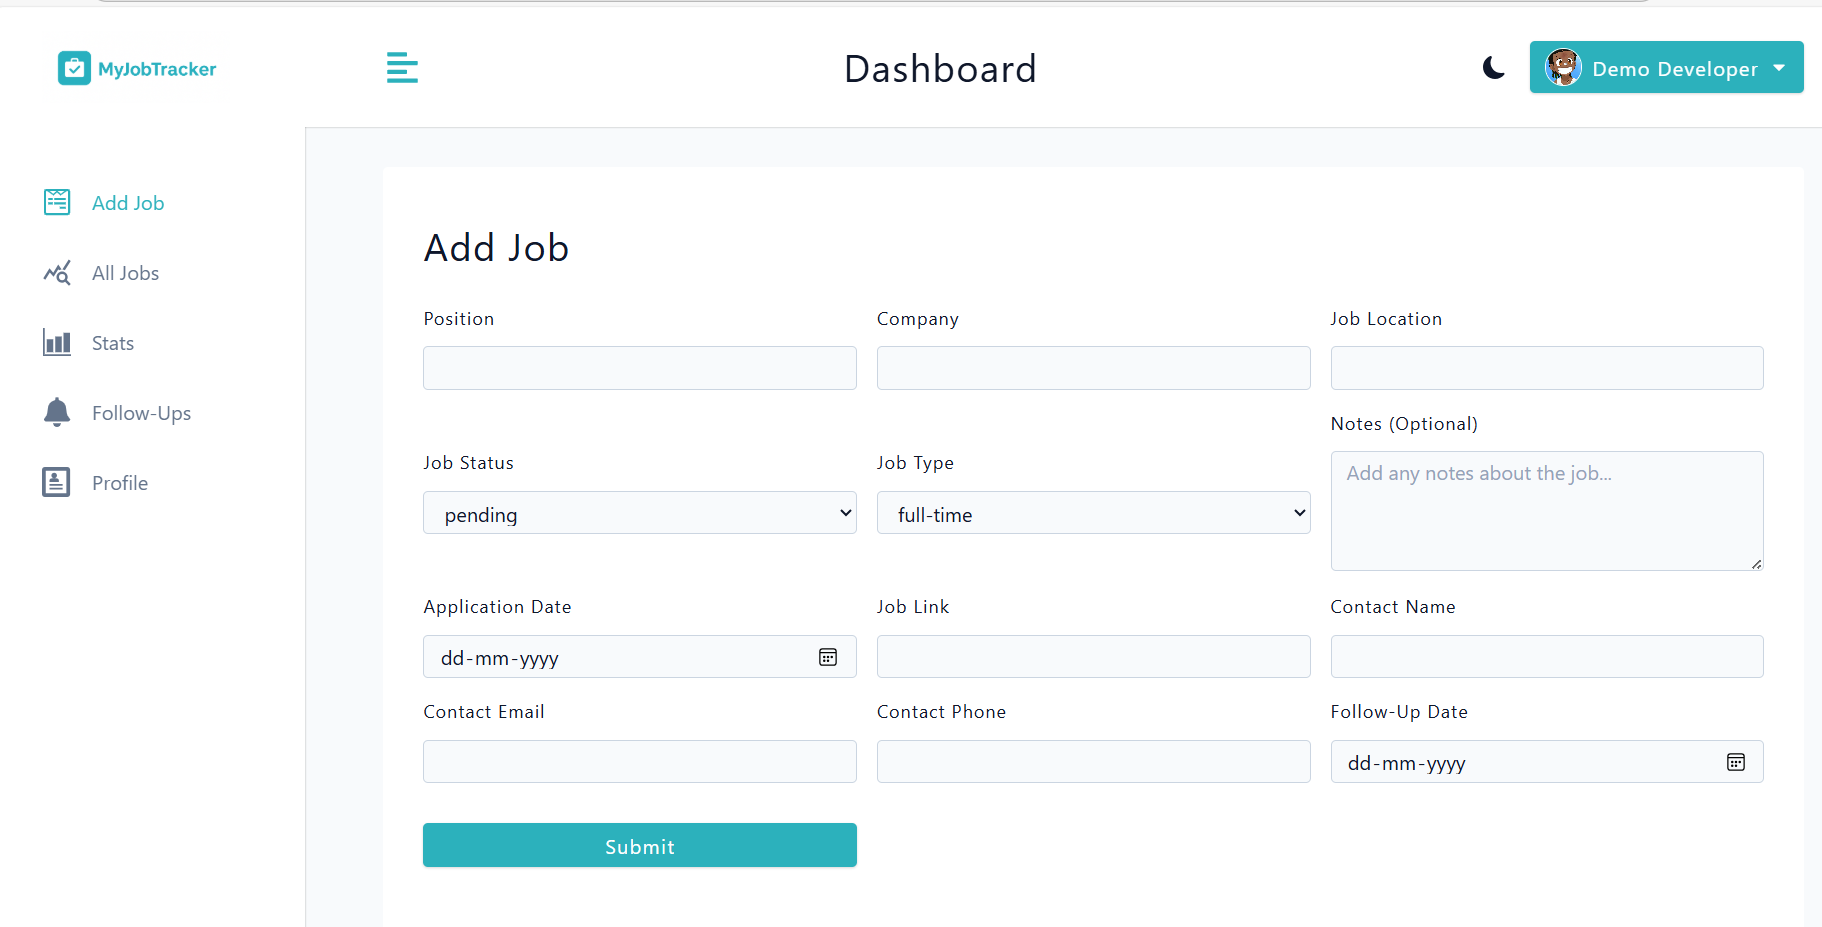 MyJobTracker
Dashboard
Demo Developer
Add Job
All Jobs
Stats
Follow-Ups
Profile
Add Job
Position
Company
Job Location
Job Status
pending
Job Type
full-time
Notes (Optional)
Add any notes about the job...
Application Date
dd-mm-yyyy
Job Link
Contact Name
Contact Email
Contact Phone
Follow-Up Date
dd-mm-yyyy
Submit